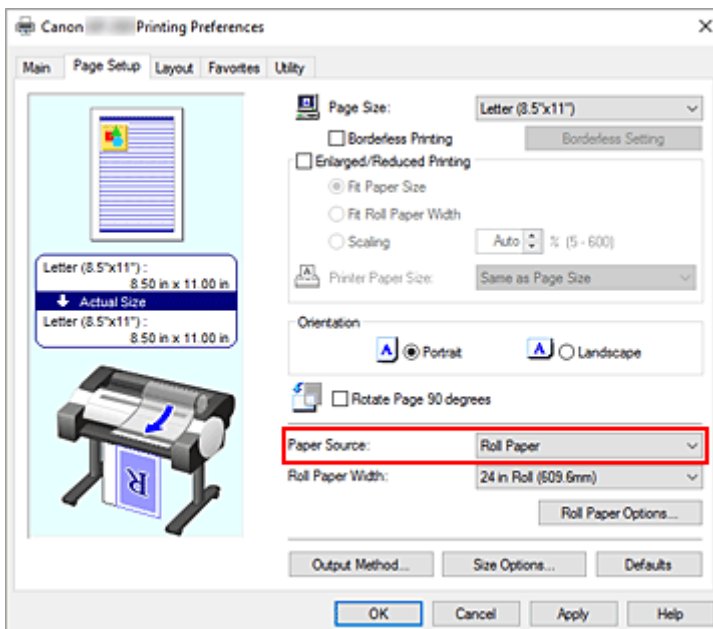 Canon Printing Preferences
Main Page Setup Layout Favorites Utility
Page Size: Letter (8.5"x11")
Borderless Printing Borderless Setting
Enlarged/Reduced Printing
Fit Paper Size
Fit Roll Paper Width
Scaling Auto % (5 - 600)
Printer Paper Size: Same as Page Size
Letter (8.5"x11") :
8.50 in x 11.00 in
Actual Size
Letter (8.5"x11") :
8.50 in x 11.00 in
Orientation
A Portrait A Landscape
Rotate Page 90 degrees
Paper Source: Roll Paper
Roll Paper Width: 24 in Roll (609.6mm)
Roll Paper Options...
R
Output Method... Size Options... Defaults
OK Cancel Apply Help